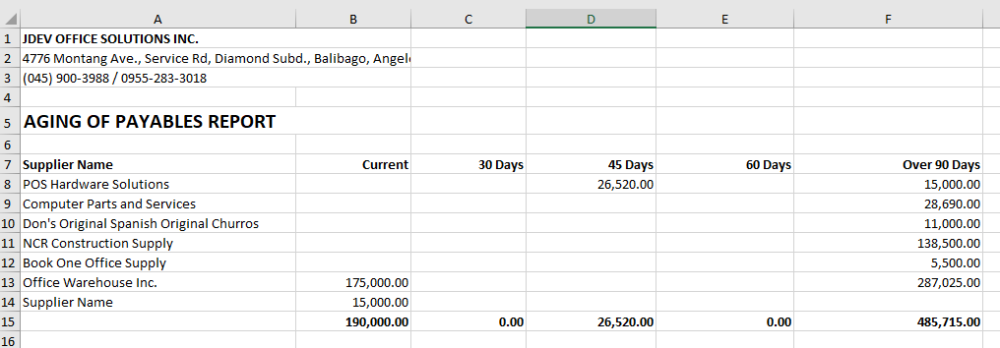 A B C D E F
1 JDEV OFFICE SOLUTIONS INC.
2 4776 Montang Ave., Service Rd, Diamond Subd., Balibago,
3 (045) 900-3988 / 0955-283-3018
4
5 AGING OF PAYABLES REPORT
6
7 Supplier Name Current 30 Days 45 Days 60 Days Over 90 Days
8 POS Hardware Solutions 26,520.00 15,000.00
9 Computer Parts and Services 28,690.00
10 Don's Original Spanish Original Churros 11,000.00
11 NCR Construction Supply 138,500.00
12 Book One Office Supply 5,500.00
13 Office Warehouse Inc. 175,000.00 287,025.00
14 Supplier Name 15,000.00
15 190,000.00 0.00 26,520.00 0.00 485,715.00
16